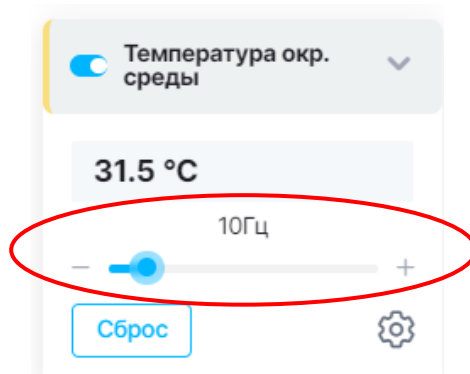 Температура окр.
среды
31.5 °C
10Гц
− +
Сброс